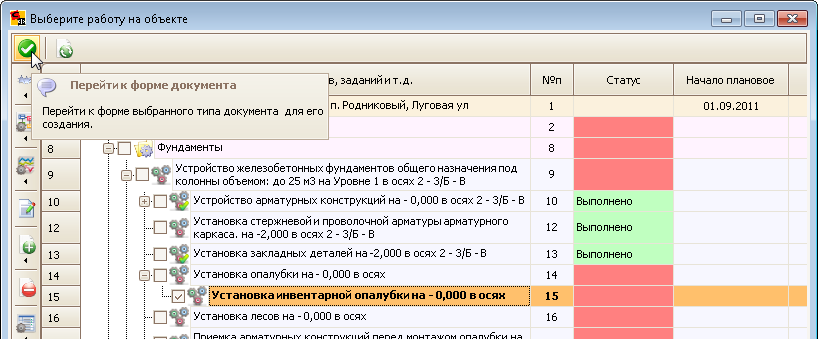 Выберите работу на объекте
в, заданий и т.д. №п Статус Начало плановое
Перейти к форме документа
Перейти к форме выбранного типа документа для его
создания.
п. Родниковый, Луговая ул 1 01.09.2011
2
8 Фундаменты 8
9 Устройство железобетонных фундаментов общего назначения под
колонны объемом: до 25 м3 на Уровне 1 в осях 2 - 3/Б - В 9
10 Устройство арматурных конструкций на - 0,000 в осях 2 - 3/Б - В 10 Выполнено
12 Установка стержневой и проволочной арматуры арматурного
каркаса. на -2,000 в осях 2 - 3/Б - В 12 Выполнено
13 Установка закладных деталей на -2,000 в осях 2 - 3/Б - В 13 Выполнено
14 Установка опалубки на - 0,000 в осях 14
15 Установка инвентарной опалубки на - 0,000 в осях 15
16 Установка лесов на - 0,000 в осях 16
Приемка арматурных конструкций перед монтажом опалубки на